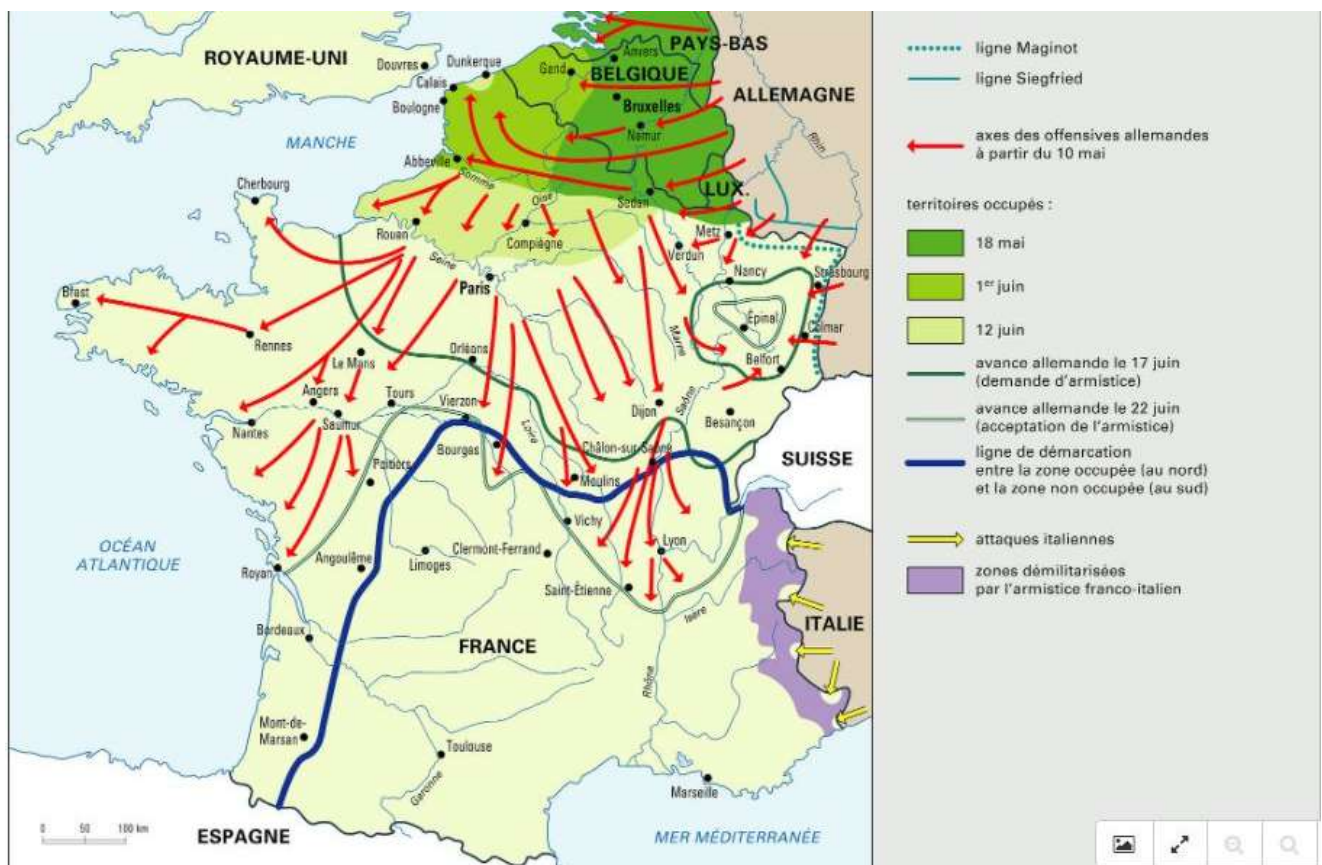 ROYAUME-UNI
PAYS-BAS
Douvres
Dunkerque
Anvers
Gand
BELGIQUE
Calais
Bruxelles
ALLEMAGNE
Boulogne
Namur
Rhin
MANCHE
Abbeville
Somme
LUX.
Cherbourg
Oise
Sedan
Rouen
Compiègne
Metz
Verdun
Seine
Nancy
Strasbourg
Paris
Brest
Épinal
Marne
Colmar
Rennes
Le Mans
Orléans
Belfort
Angers
Tours
Vierzon
Dijon
Saône
Besançon
Nantes
Saumur
Bourges
Loire
Châlon-sur-Saône
SUISSE
Poitiers
Moulins
Vichy
OCÉAN
ATLANTIQUE
Lyon
Royan
Angoulême
Limoges
Clermont-Ferrand
Saint-Étienne
Isère
ITALIE
Bordeaux
FRANCE
Rhône
Mont-de-
Marsan
Toulouse
Garonne
Marseille
0 50 100 km
ESPAGNE
MER MÉDITERRANÉE
ligne Maginot
ligne Siegfried
axes des offensives allemandes
à partir du 10 mai
territoires occupés :
18 mai
1er juin
12 juin
avance allemande le 17 juin
(demande d'armistice)
avance allemande le 22 juin
(acceptation de l'armistice)
ligne de démarcation
entre la zone occupée (au nord)
et la zone non occupée (au sud)
attaques italiennes
zones démilitarisées
par l'armistice franco-italien